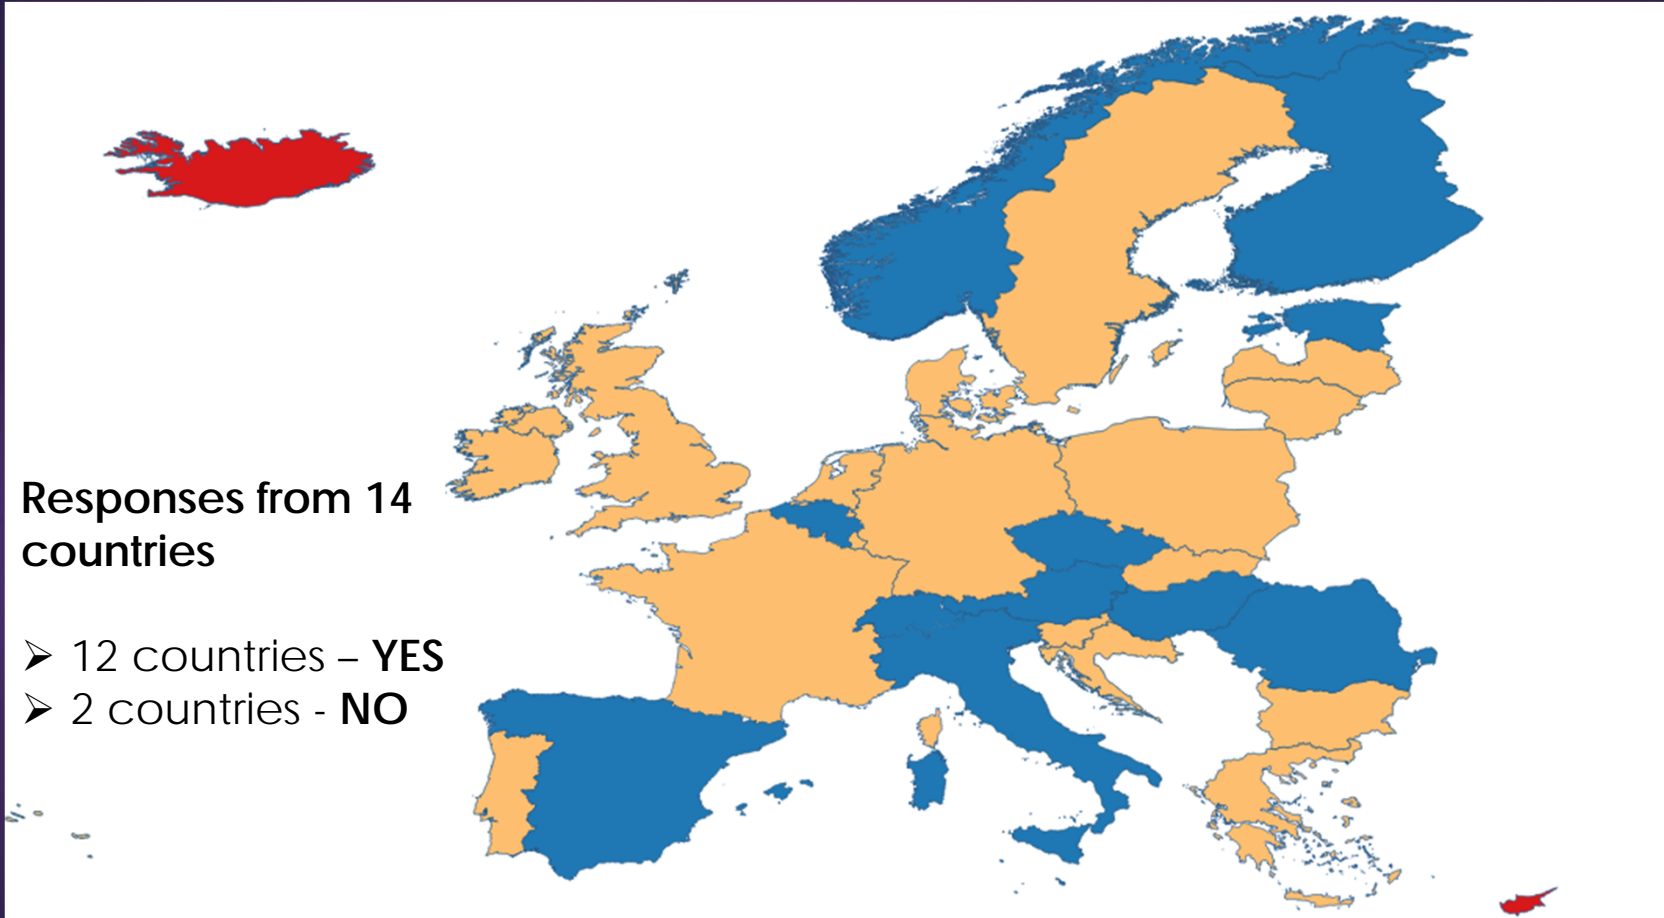 Responses from 14
countries
➢ 12 countries – YES
➢ 2 countries - NO